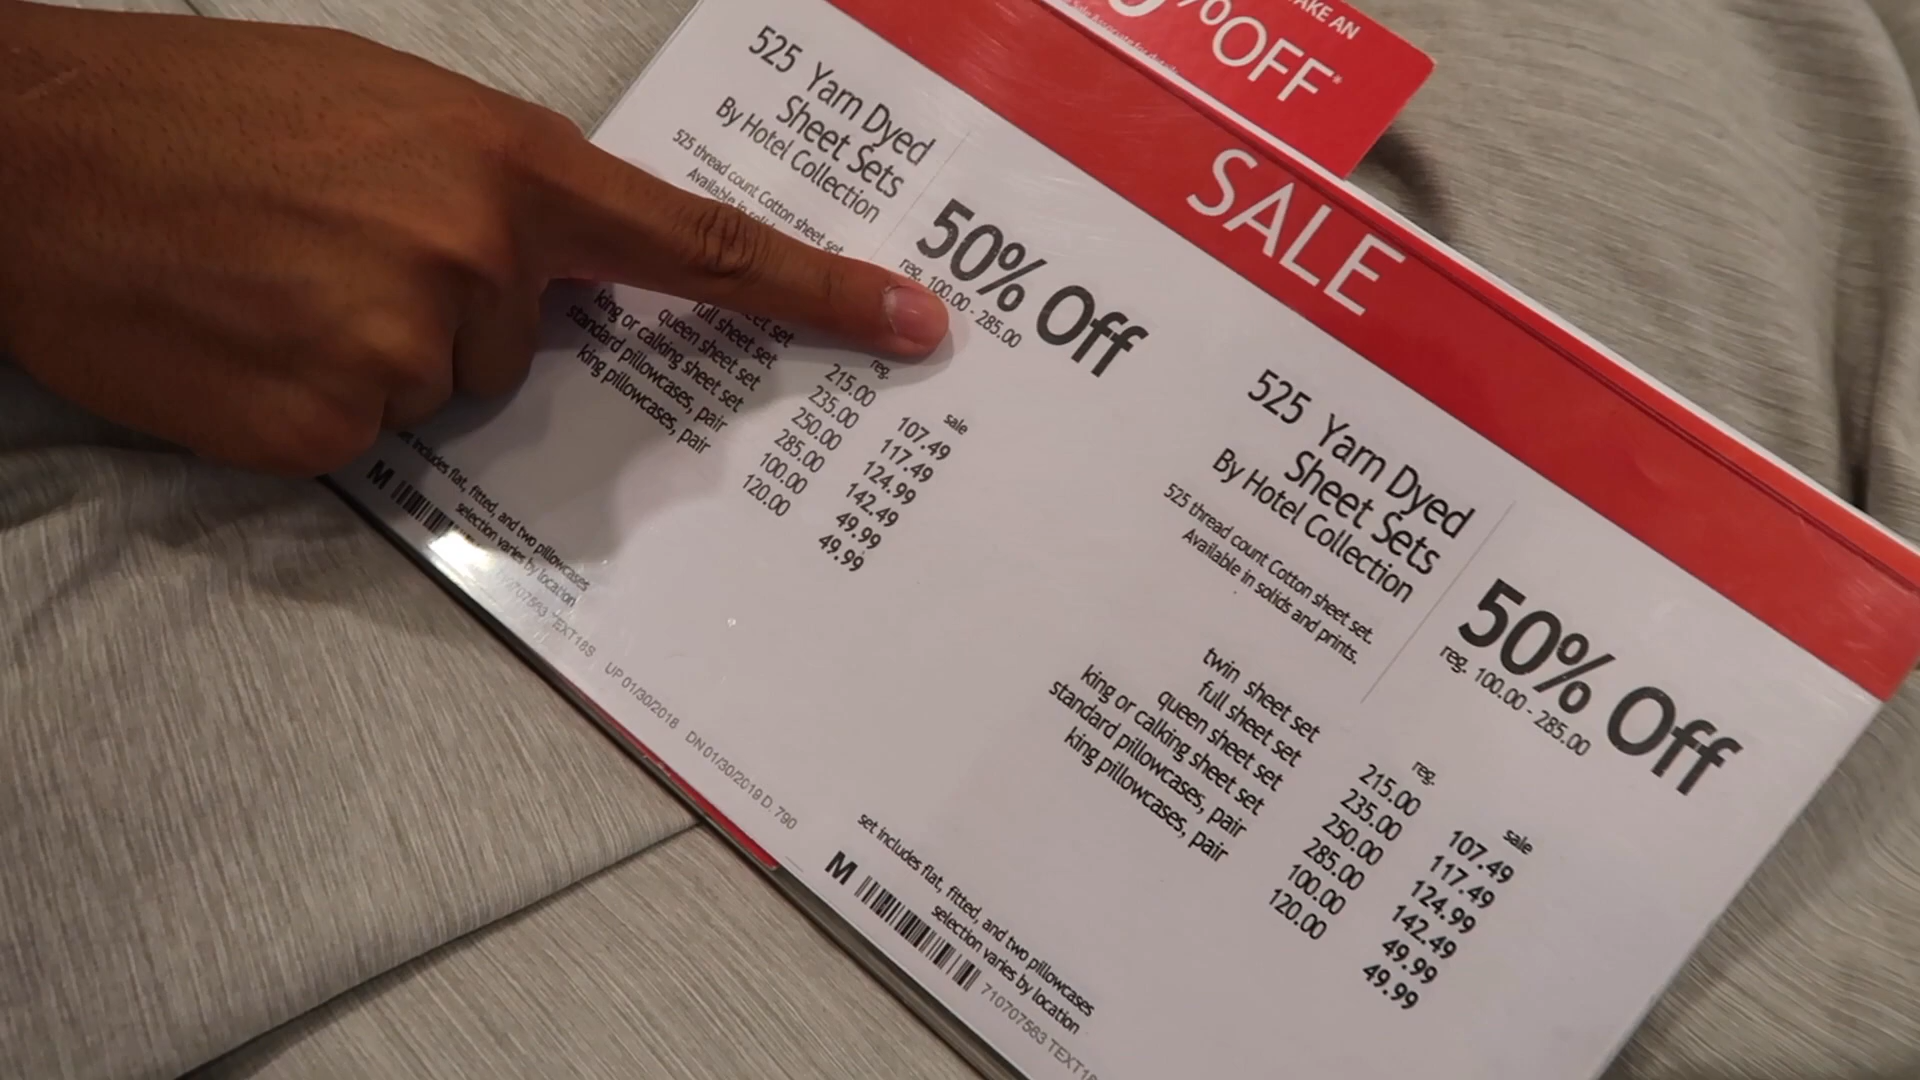 AKE AN
%OFF*
SALE
525 Yarn Dyed
Sheet Sets
By Hotel Collection
525 thread count Cotton sheet set
Available in
50% Off
reg. 100.00 - 285.00
reg. sale
set 215.00 107.49
full sheet set 235.00 117.49
queen sheet set 250.00 124.99
king or calking sheet set 285.00 142.49
standard pillowcases, pair 100.00 49.99
king pillowcases, pair 120.00 49.99
includes flat, fitted, and two pillowcases
selection varies by location
M
TEXT18S UP 01/30/2018 DN 01/30/2019 D. 790
525 Yarn Dyed
Sheet Sets
By Hotel Collection
525 thread count Cotton sheet set.
Available in solids and prints.
50% Off
reg. 100.00 - 285.00
reg. sale
twin sheet set 215.00 107.49
full sheet set 235.00 117.49
queen sheet set 250.00 124.99
king or calking sheet set 285.00 142.49
standard pillowcases, pair 100.00 49.99
king pillowcases, pair 120.00 49.99
set includes flat, fitted, and two pillowcases
selection varies by location
M
710707563 TEXT18